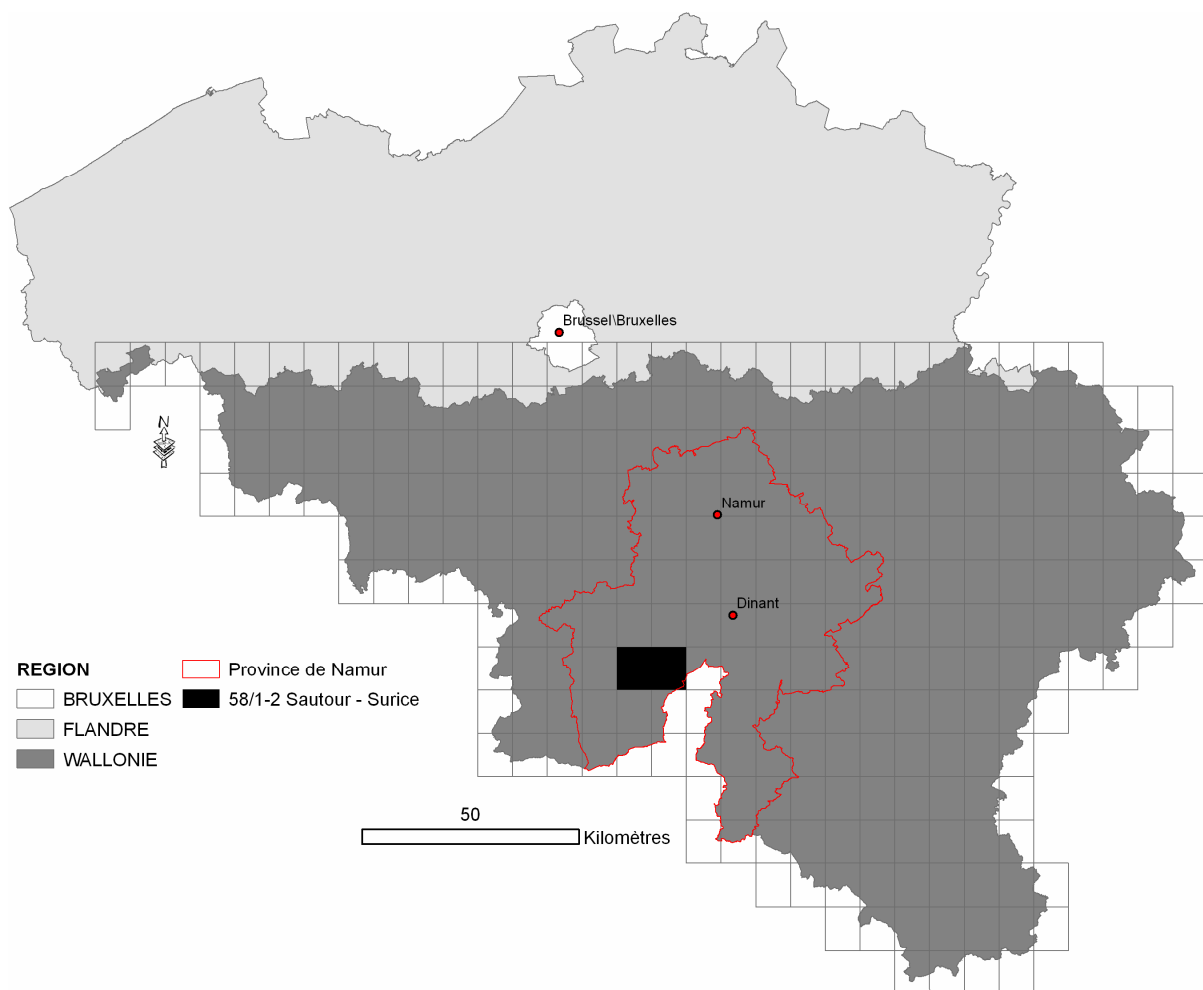 Brussel\Bruxelles
N
Namur
Dinant
REGION
BRUXELLES
FLANDRE
WALLONIE
Province de Namur
58/1-2 Sautour - Surice
50
Kilomètres